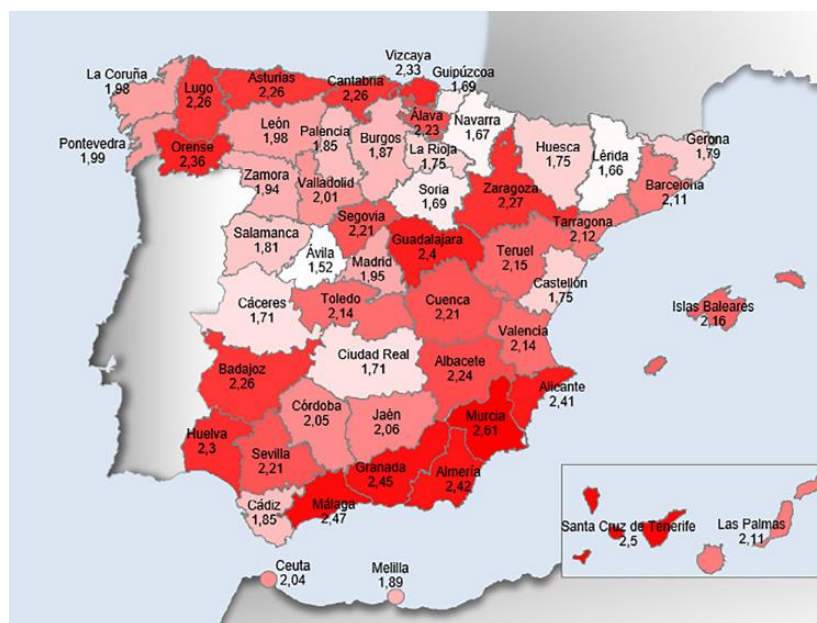 Vizcaya
2,33
Guipúzcoa
1,69
La Coruña
1,98
Lugo
2,26
Asturias
2,26
Cantabria
2,26
Álava
2,23
Navarra
1,67
Pontevedra
1,99
Orense
2,36
León
1,98
Palencia
1,85
Burgos
1,87
La Rioja
1,75
Huesca
1,75
Lérida
1,66
Gerona
1,79
Zamora
1,94
Valladolid
2,01
Soria
1,69
Zaragoza
2,27
Barcelona
2,11
Tarragona
2,12
Salamanca
1,81
Segovia
2,21
Ávila
1,52
Madrid
1,95
Guadalajara
2,4
Teruel
2,15
Castellón
1,75
Cáceres
1,71
Toledo
2,14
Cuenca
2,21
Valencia
2,14
Islas Baleares
2,16
Badajoz
2,26
Ciudad Real
1,71
Albacete
2,24
Alicante
2,41
Huelva
2,3
Sevilla
2,21
Córdoba
2,05
Jaén
2,06
Murcia
2,61
Granada
2,45
Almería
2,42
Cádiz
1,85
Málaga
2,47
Ceuta
2,04
Melilla
1,89
Santa Cruz de Ténerife
2,5
Las Palmas
2,11